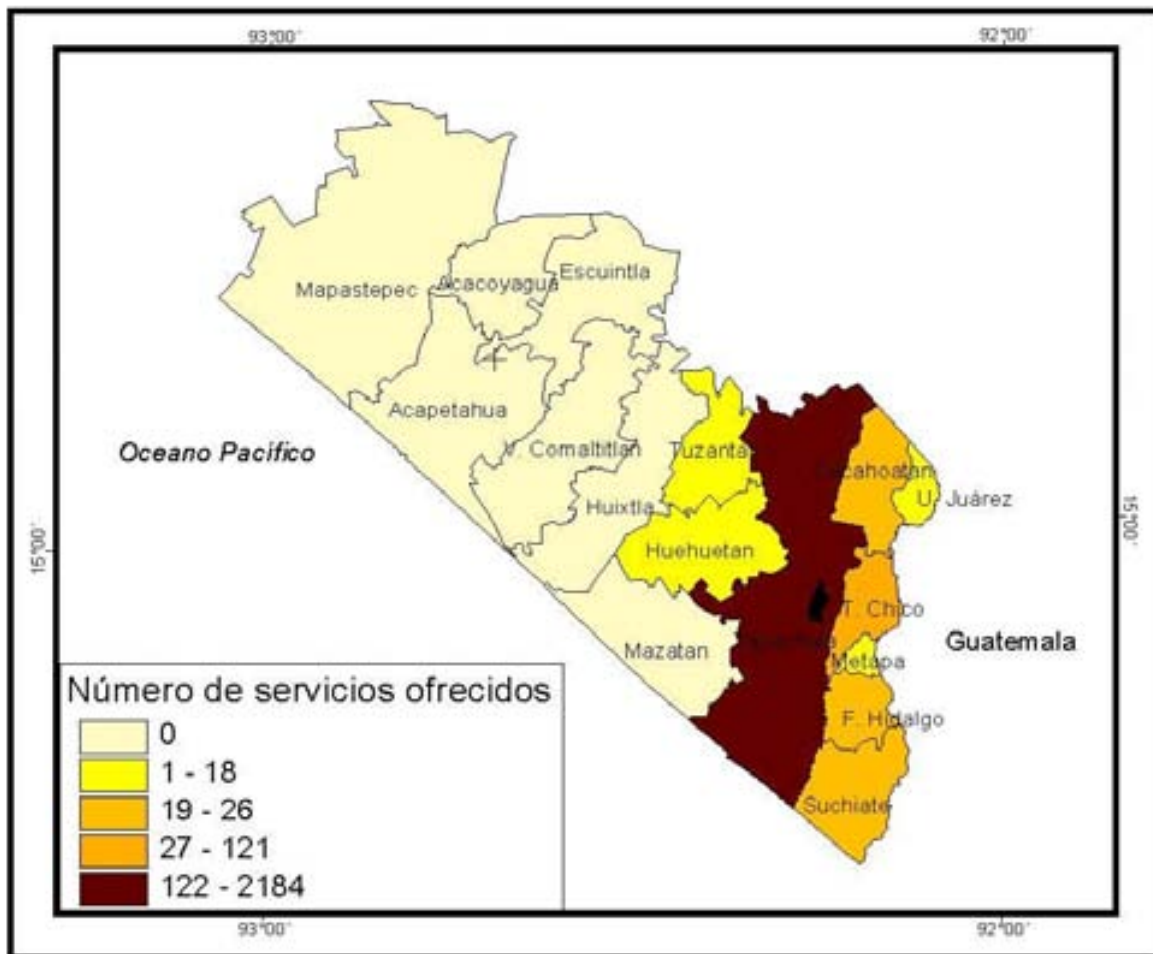 93°00´
92°00´
Mapastepec
Acacoyagua
Escuintla
Acapetahua
Oceano Pacífico
V. Comaltitlan
Tuzanta
Cacahoatan
U. Juárez
Huixtla
15°00´
15°00´
Huehuetan
T. Chico
Mazatan
Guatemala
Metapa
F. Hidalgo
Suchiate
Número de servicios ofrecidos
0
1 - 18
19 - 26
27 - 121
122 - 2184
93°00´
92°00´